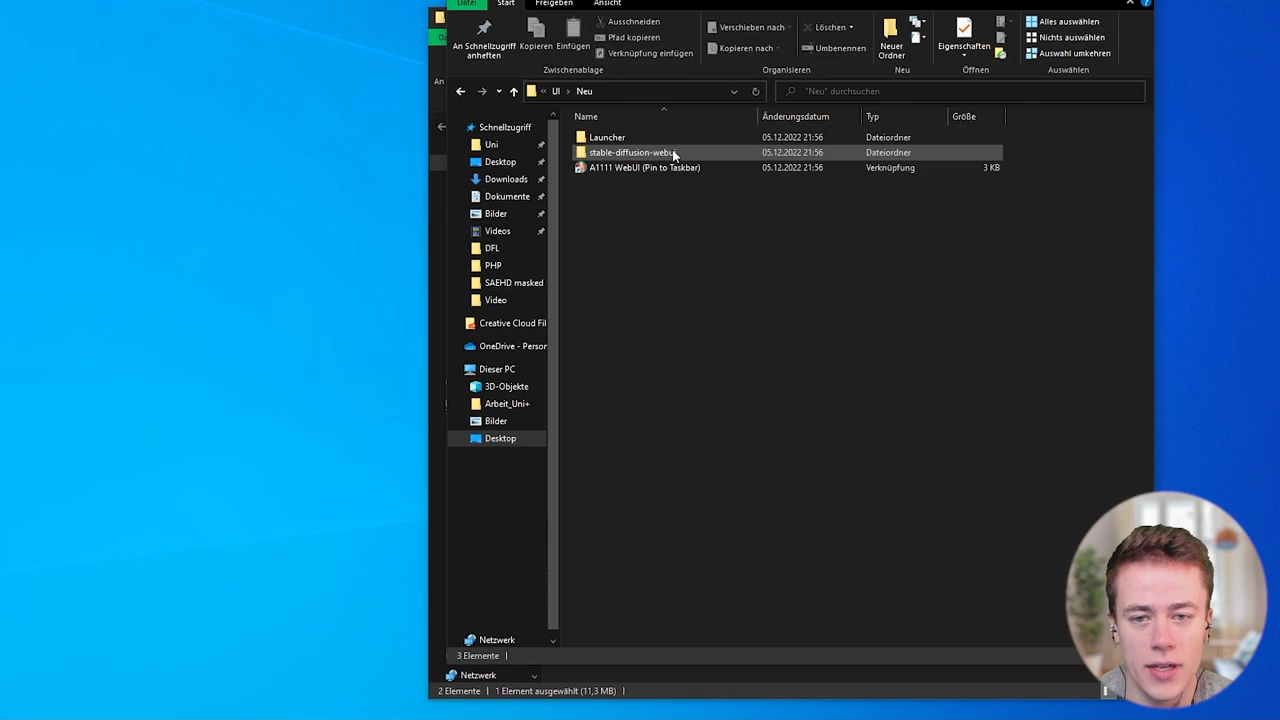 Datei Start Freigeben Ansicht
An Schnellzugriff anheften
Kopieren
Einfügen
Ausschneiden
Pfad kopieren
Verknüpfung einfügen
Zwischenablage
Verschieben nach
Kopieren nach
Löschen
Umbenennen
Organisieren
Neuer Ordner
Neu
Eigenschaften
Öffnen
Alles auswählen
Nichts auswählen
Auswahl umkehren
Auswählen
« UI › Neu
"Neu" durchsuchen
Name Änderungsdatum Typ Größe
Launcher 05.12.2022 21:56 Dateiordner
stable-diffusion-webui 05.12.2022 21:56 Dateiordner
A1111 WebUI (Pin to Taskbar) 05.12.2022 21:56 Verknüpfung 3 KB
Schnellzugriff
Uni
Desktop
Downloads
Dokumente
Bilder
Videos
DFL
PHP
SAEHD masked
Video
Creative Cloud Fil
OneDrive - Person
Dieser PC
3D-Objekte
Arbeit_Uni+
Bilder
Desktop
Netzwerk
3 Elemente
Netzwerk
2 Elemente 1 Element ausgewählt (11,3 MB)